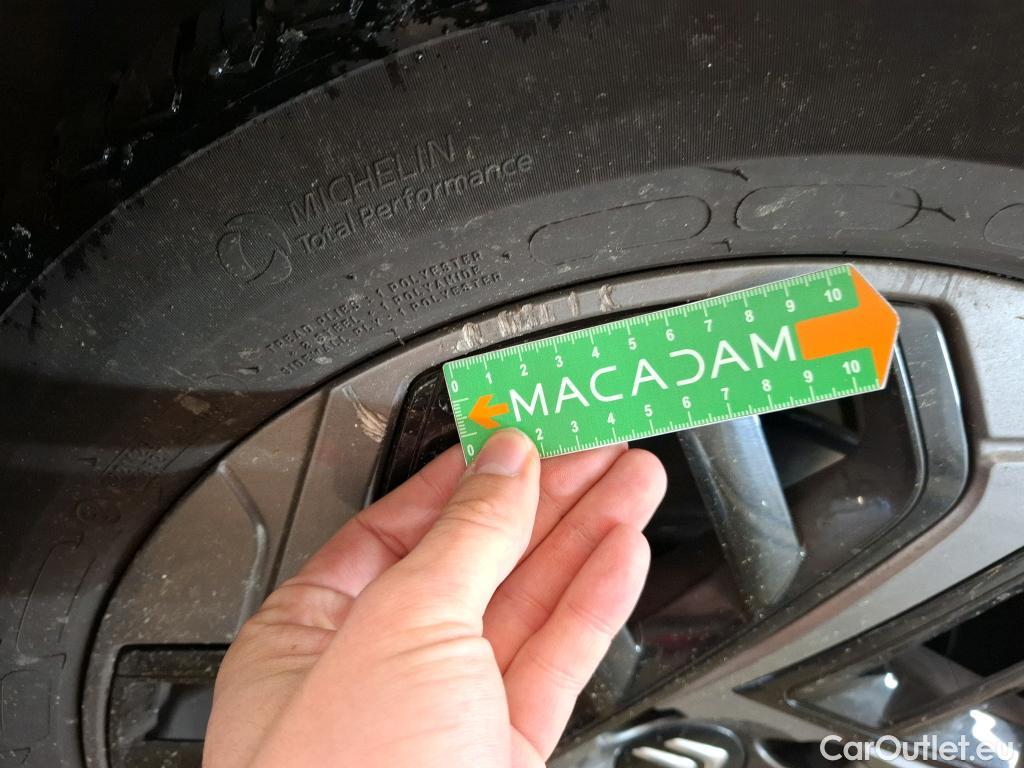 MICHELIN
Total Performance
TREAD PLIES : 1 POLYESTER
+ 2 STEEL + 1 POLYAMIDE
SIDEWALL PLY : 1 POLYESTER
0 1 2 3 4 5 6 7 8 9 10
MACADAM
0 2 3 4 5 6 7 8 9 10
CarOutlet.eu